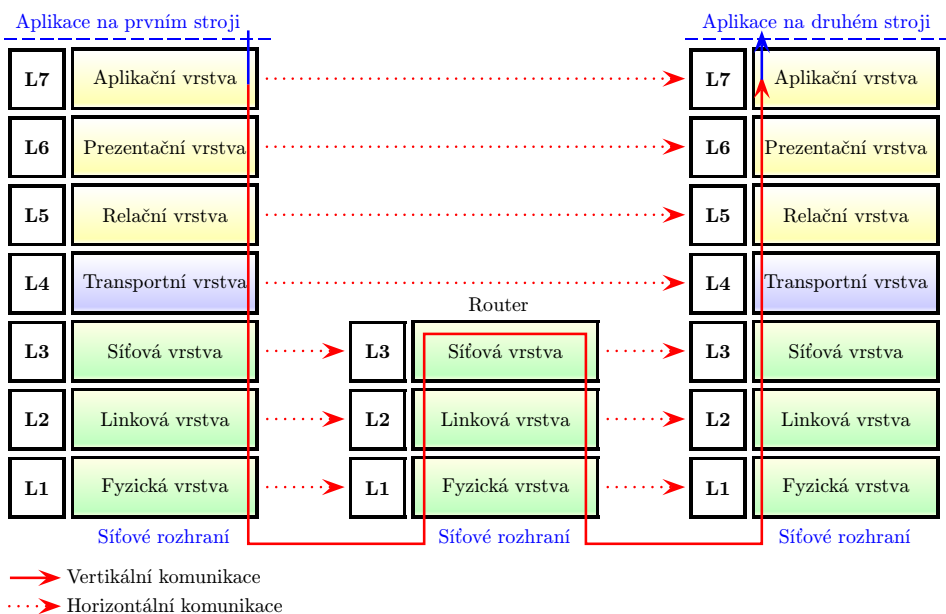 Aplikace na prvním stroji Aplikace na druhém stroji
L7 Aplikační vrstva L7 Aplikační vrstva
L6 Prezentační vrstva L6 Prezentační vrstva
L5 Relační vrstva L5 Relační vrstva
L4 Transportní vrstva L4 Transportní vrstva
Router
L3 Síťová vrstva L3 Síťová vrstva L3 Síťová vrstva
L2 Linková vrstva L2 Linková vrstva L2 Linková vrstva
L1 Fyzická vrstva L1 Fyzická vrstva L1 Fyzická vrstva
Síťové rozhraní Síťové rozhraní Síťové rozhraní
Vertikální komunikace
Horizontální komunikace